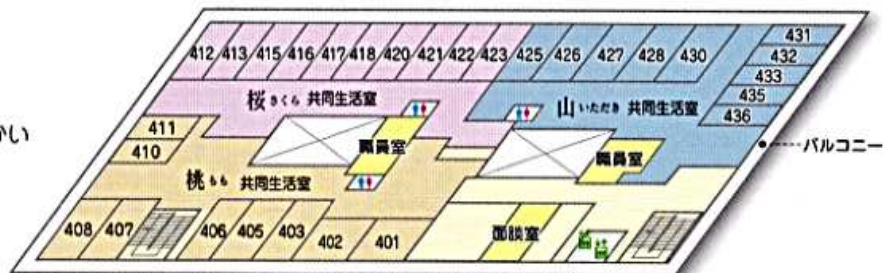 412 413 415 416 417 418 420 421 422 423 425 426 427 428 430
431
432
433
435
436
桜 さくら 共同生活室
山 いただき 共同生活室
バルコニー
かい
411
410
職員室
職員室
桃 もも 共同生活室
408 407 406 405 403 402 401
面談室